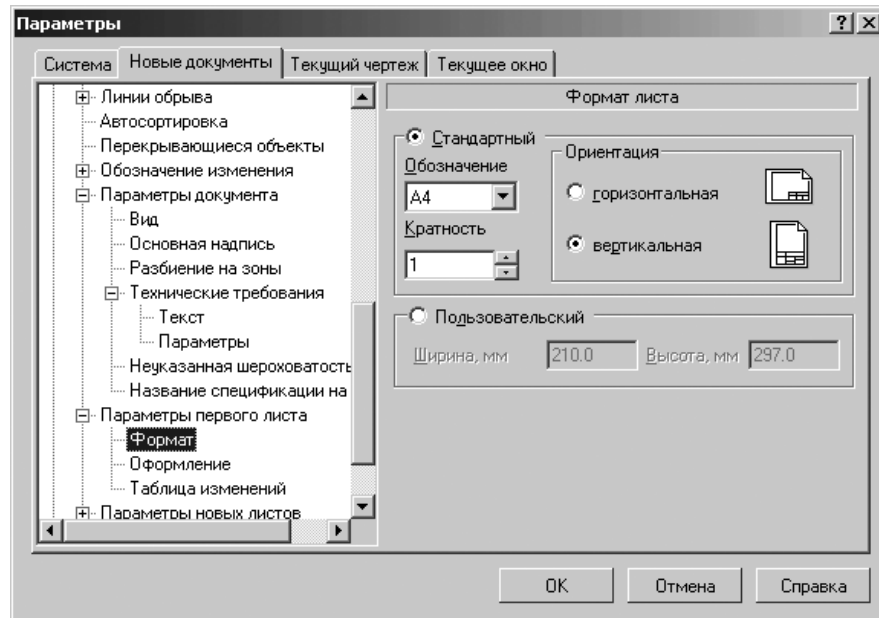 Параметры
Система
Новые документы
Текущий чертеж
Текущее окно
Линии обрыва
Автосортировка
Перекрывающиеся объекты
Обозначение изменения
Параметры документа
Вид
Основная надпись
Разбиение на зоны
Технические требования
Текст
Параметры
Неуказанная шероховатость
Название спецификации на
Параметры первого листа
Формат
Оформление
Таблица изменений
Параметры новых листов
Формат листа
Стандартный
Обозначение
A4
Кратность
1
Ориентация
горизонтальная
вертикальная
Пользовательский
Ширина, мм 210.0 Высота, мм 297.0
OK Отмена Справка